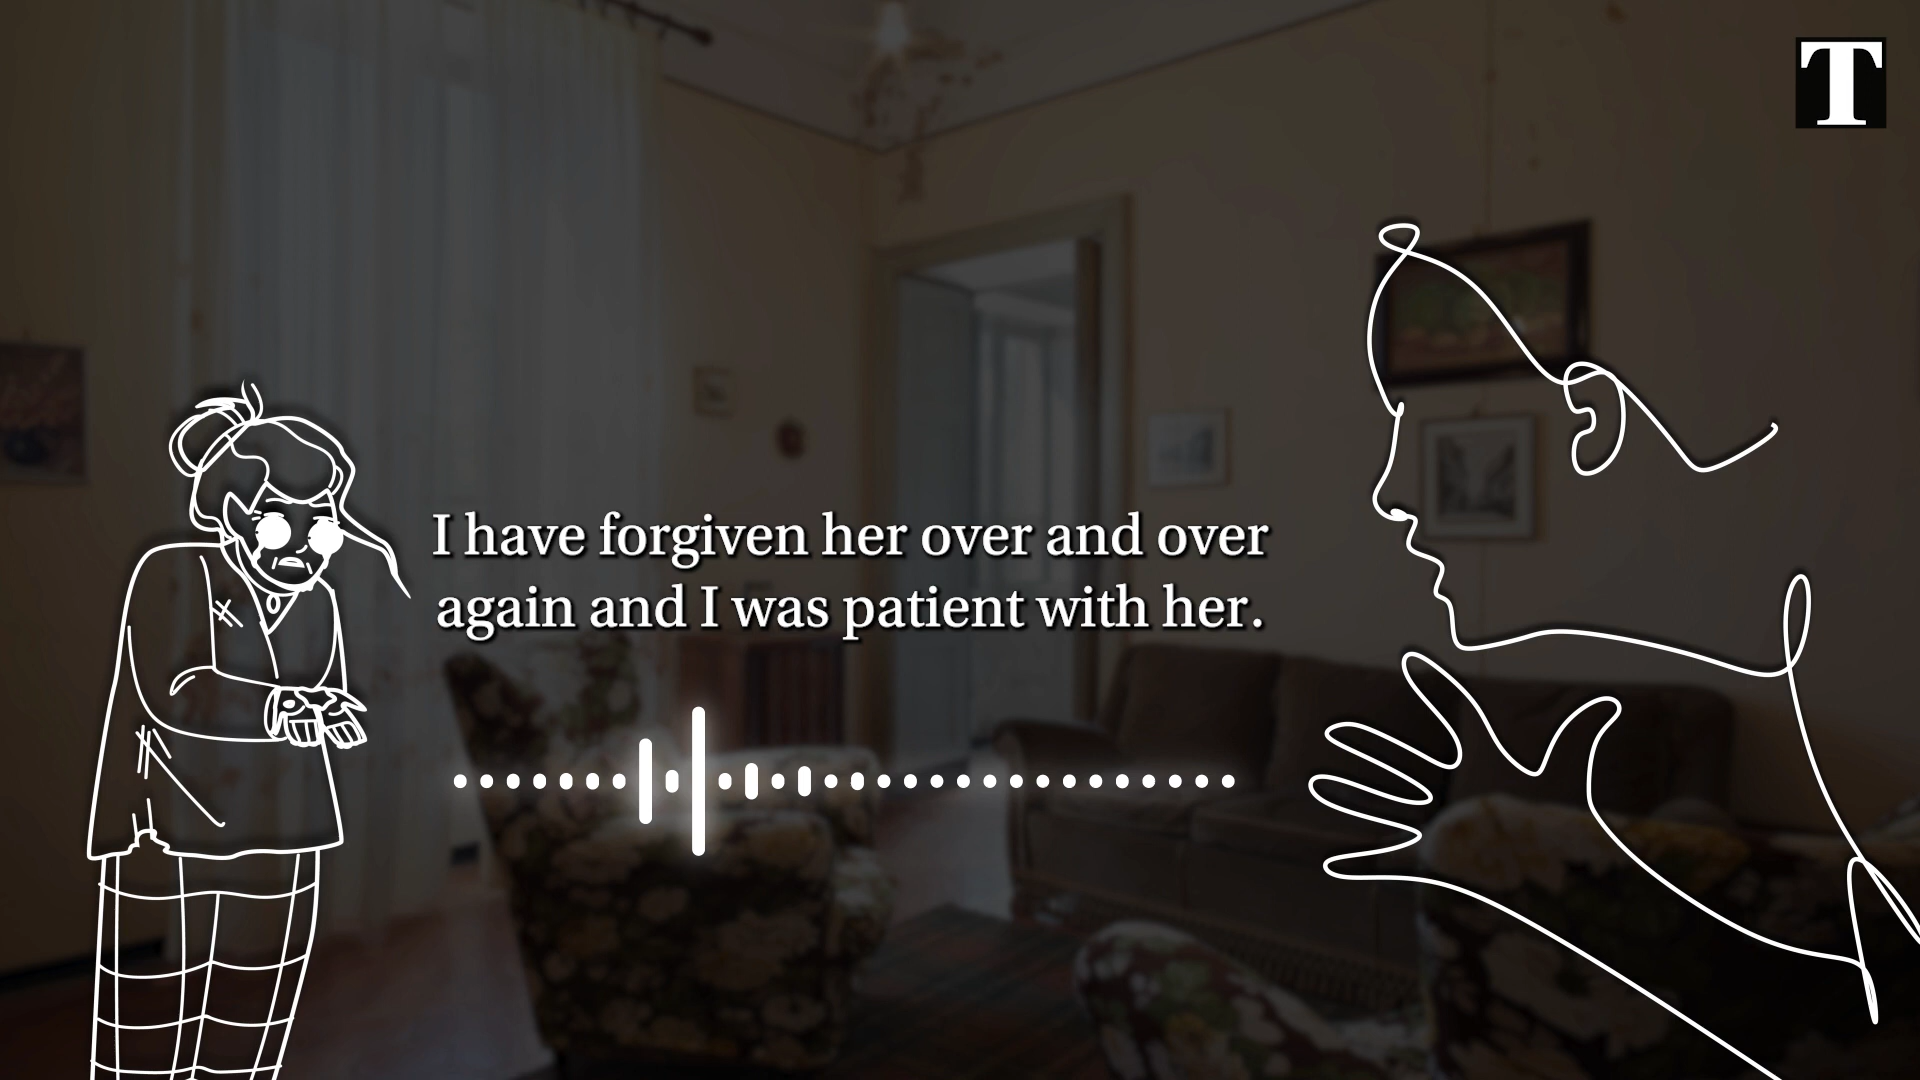 T
I have forgiven her over and over
again and I was patient with her.